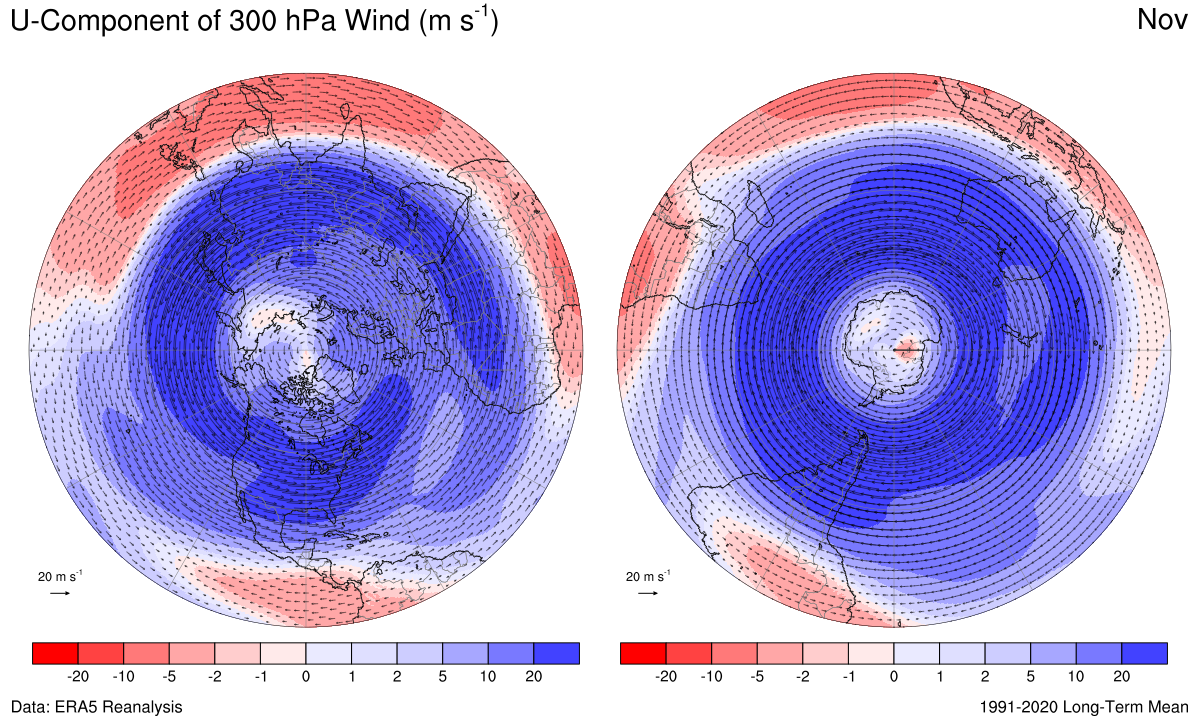 U-Component of 300 hPa Wind (m s⁻¹) Nov
20 m s⁻¹ 20 m s⁻¹
-20 -10 -5 -2 -1 0 1 2 5 10 20 -20 -10 -5 -2 -1 0 1 2 5 10 20
Data: ERA5 Reanalysis 1991-2020 Long-Term Mean